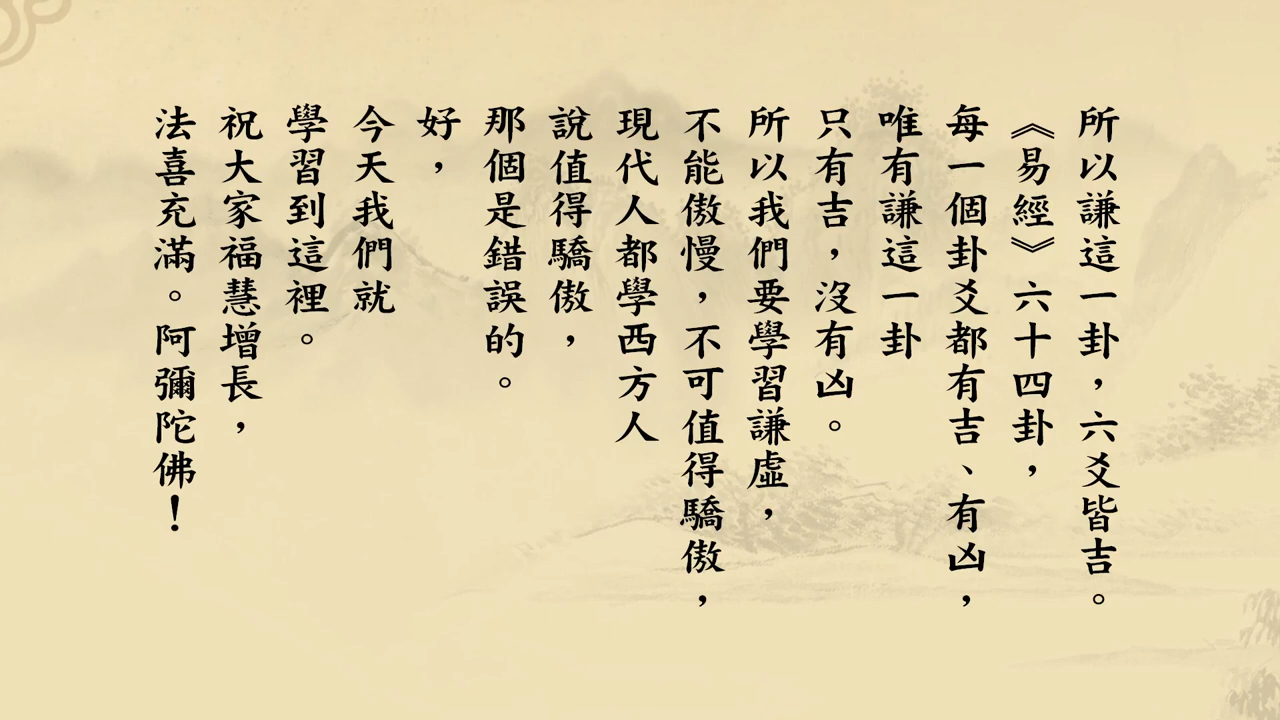 所以謙這一卦，六爻皆吉。
《易經》六十四卦，
每一個卦爻都有吉、有凶，
唯有謙這一卦
只有吉，沒有凶。
所以我們要學習謙虛，
不能傲慢，不可值得驕傲，
現代人都學西方人
說值得驕傲，
那個是錯誤的。
好，
今天我們就
學習到這裡。
祝大家福慧增長，
法喜充滿。阿彌陀佛！